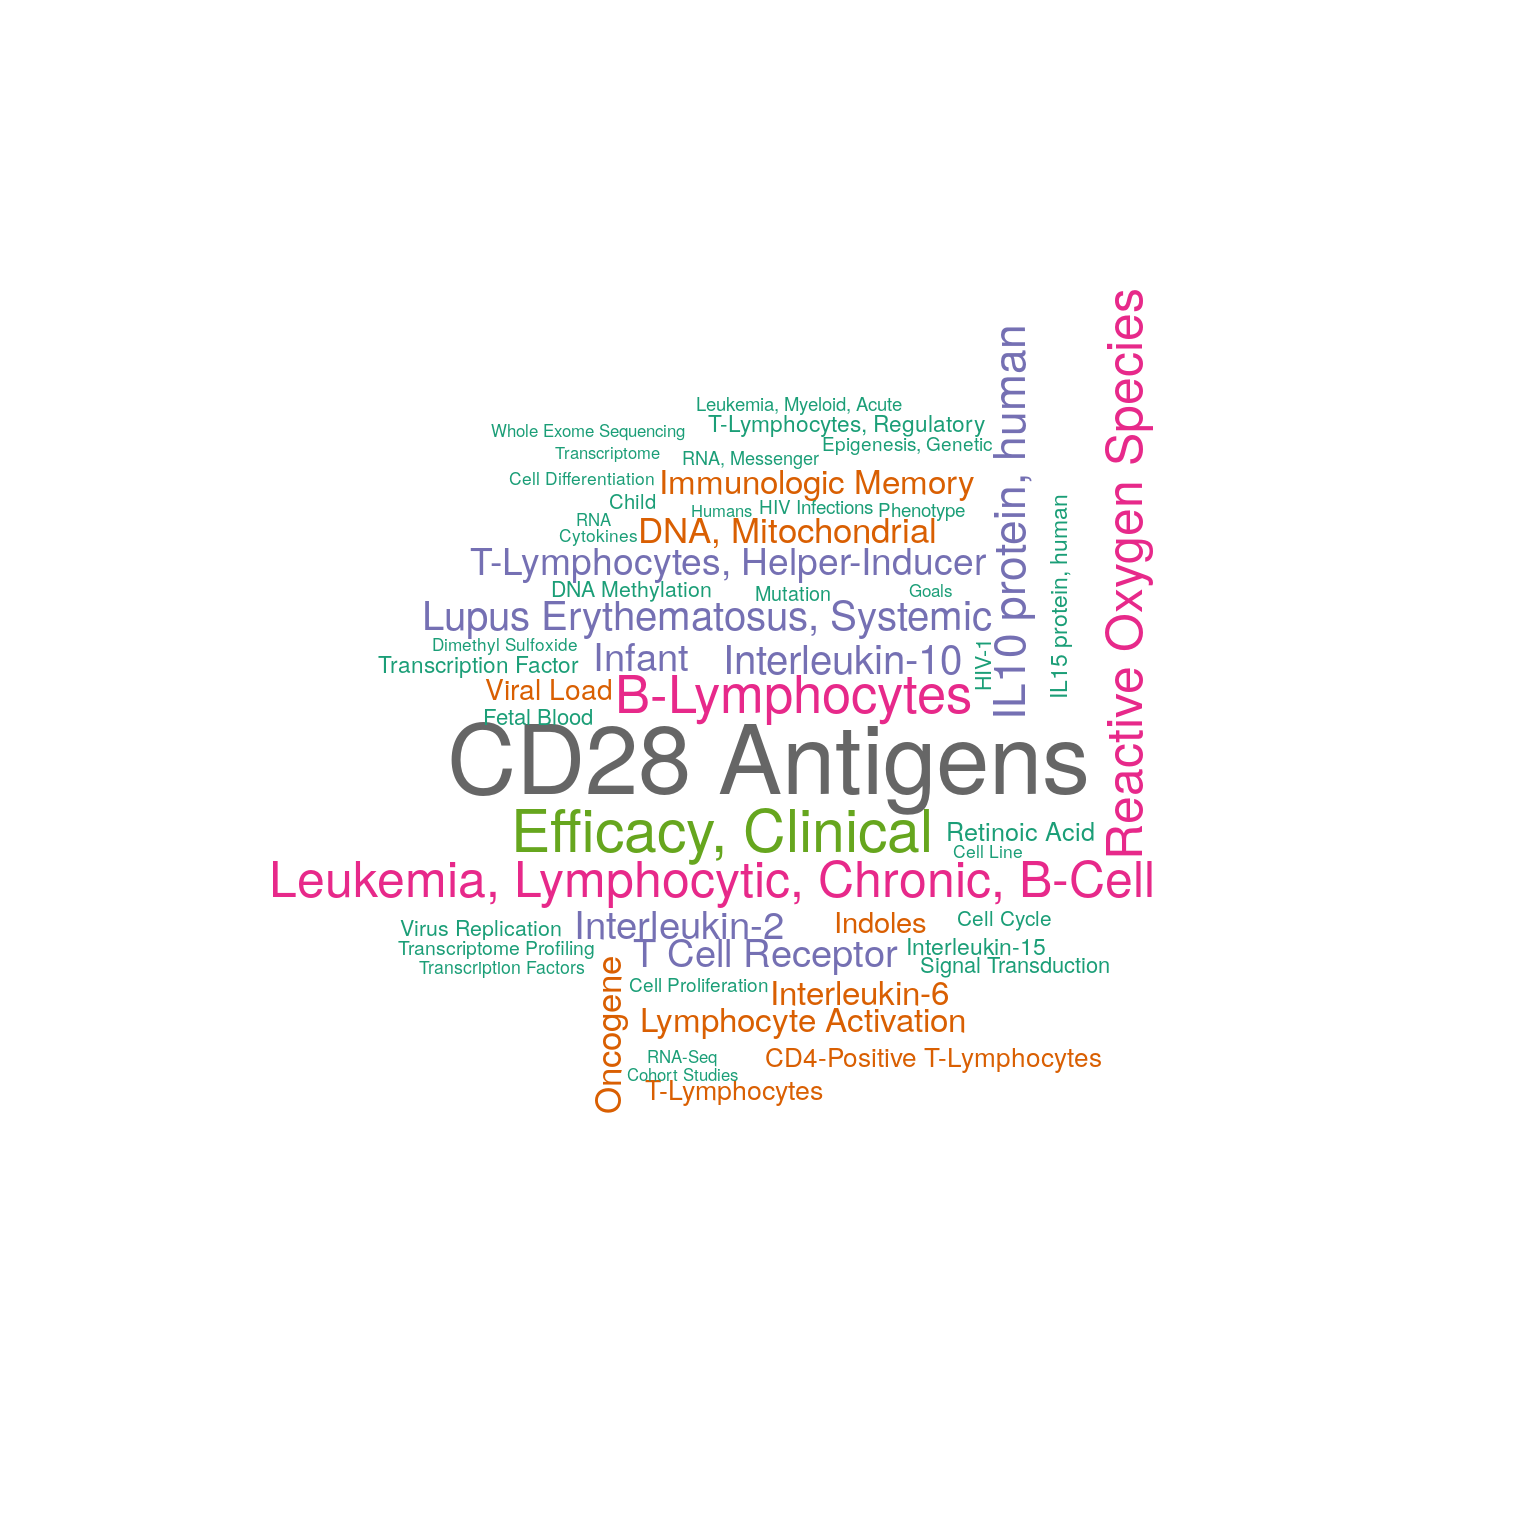 Leukemia, Myeloid, Acute
T-Lymphocytes, Regulatory
Whole Exome Sequencing
Epigenesis, Genetic
Transcriptome
RNA, Messenger
Cell Differentiation
Immunologic Memory
Child
Humans
HIV Infections
Phenotype
RNA
Cytokines
DNA, Mitochondrial
T-Lymphocytes, Helper-Inducer
DNA Methylation
Mutation
Goals
Lupus Erythematosus, Systemic
Dimethyl Sulfoxide
Transcription Factor
Infant
Interleukin-10
HIV-1
IL10 protein, human
IL15 protein, human
Reactive Oxygen Species
Viral Load
B-Lymphocytes
Fetal Blood
CD28 Antigens
Efficacy, Clinical
Retinoic Acid
Cell Line
Leukemia, Lymphocytic, Chronic, B-Cell
Virus Replication
Interleukin-2
Indoles
Cell Cycle
Transcriptome Profiling
T Cell Receptor
Interleukin-15
Transcription Factors
Signal Transduction
Oncogene
Cell Proliferation
Interleukin-6
Lymphocyte Activation
RNA-Seq
CD4-Positive T-Lymphocytes
Cohort Studies
T-Lymphocytes